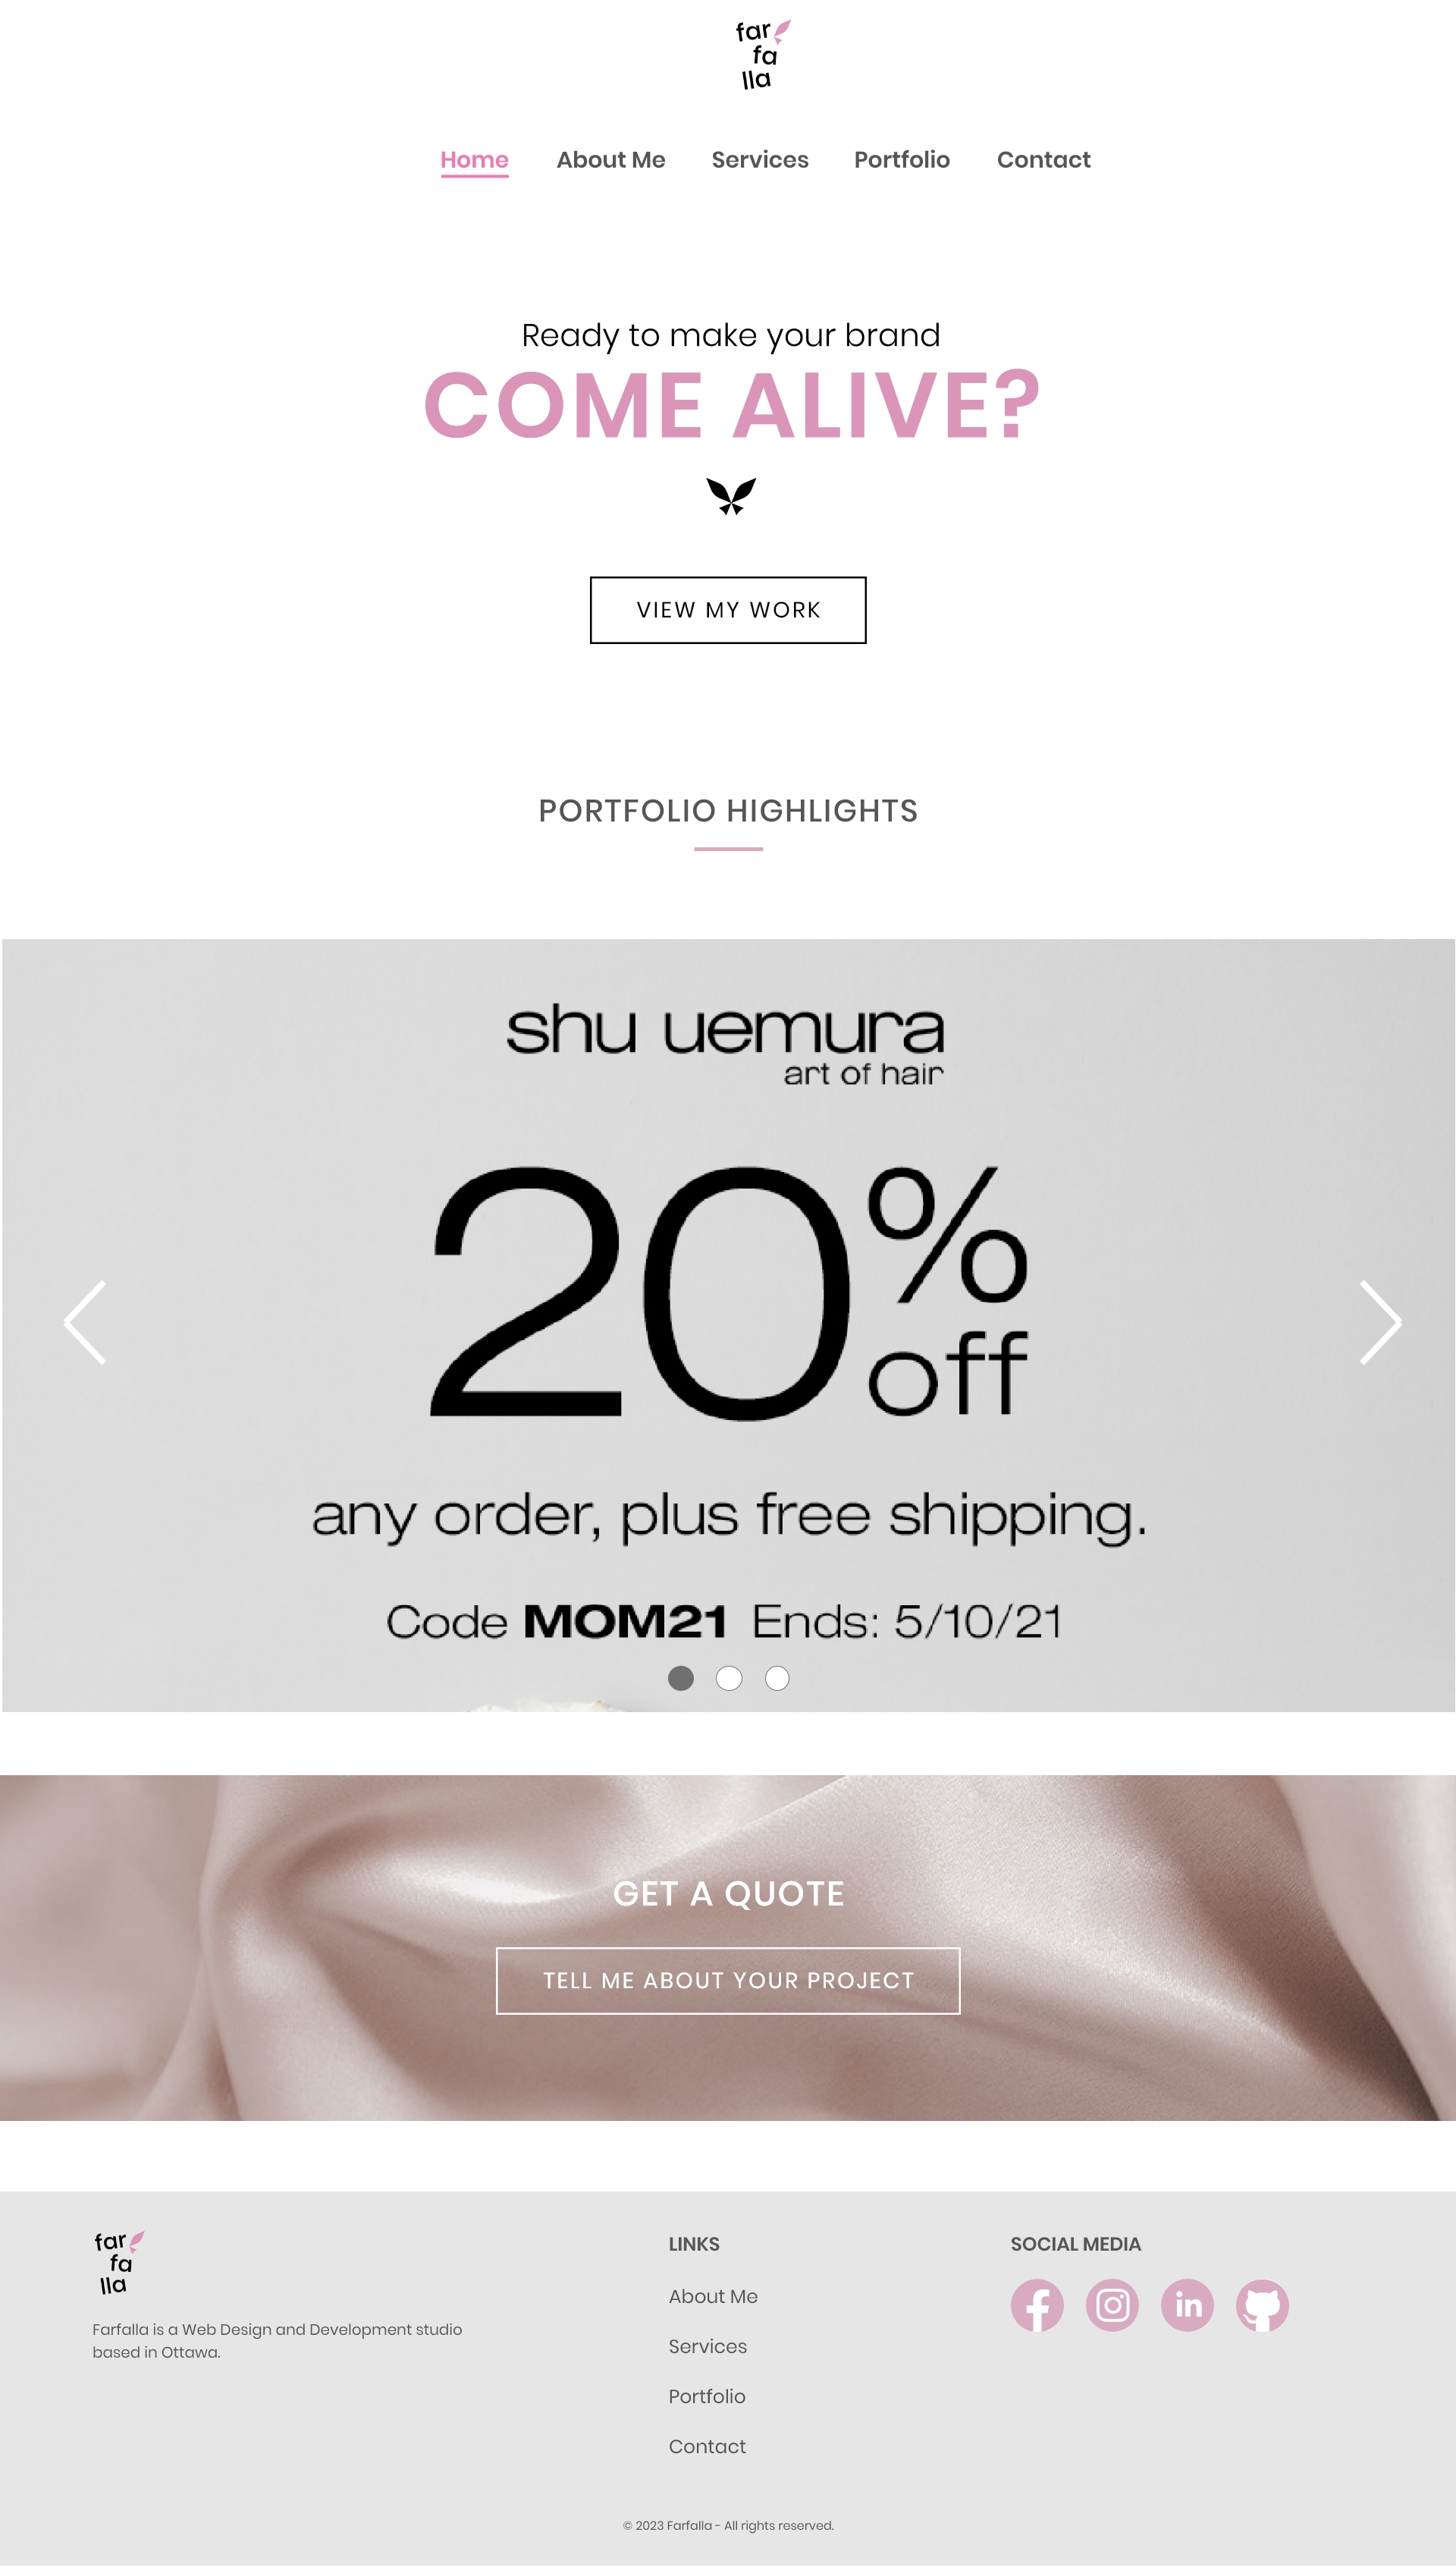 far
fa
lla
Home About Me Services Portfolio Contact
Ready to make your brand
COME ALIVE?
VIEW MY WORK
PORTFOLIO HIGHLIGHTS
shu uemura
art of hair
20% off
any order, plus free shipping.
Code MOM21 Ends: 5/10/21
GET A QUOTE
TELL ME ABOUT YOUR PROJECT
far
fa
lla
Farfalla is a Web Design and Development studio
based in Ottawa.
LINKS
About Me
Services
Portfolio
Contact
SOCIAL MEDIA
in
© 2023 Farfalla - All rights reserved.